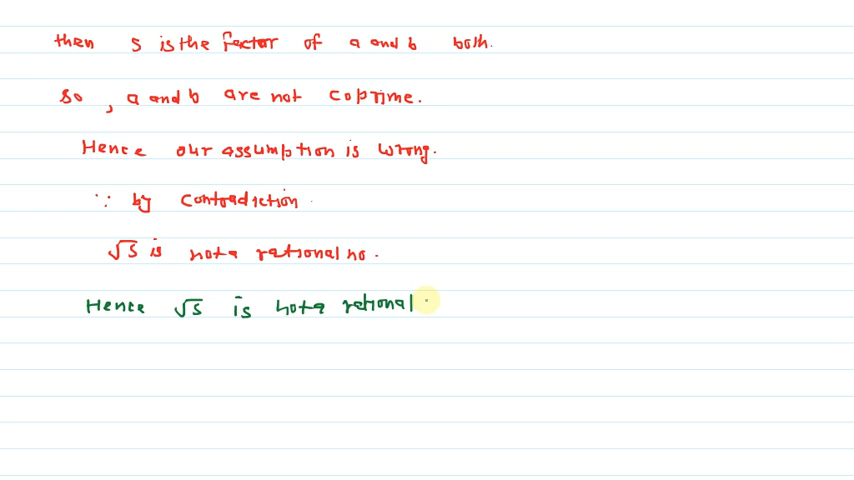 then 5 is the factor of a and b both.
So, a and b are not coprime.
Hence our assumption is wrong.
∵ by contradiction
√5 is not a rational no.
Hence √5 is not a rational